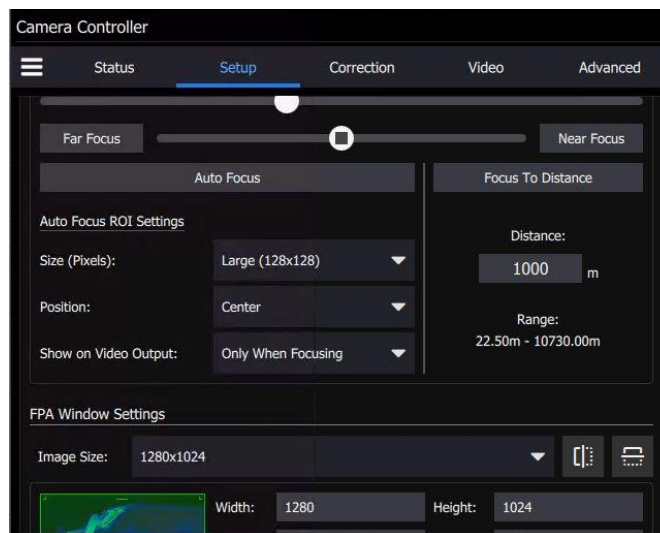 Camera Controller
Status Setup Correction Video Advanced
Far Focus Near Focus
Auto Focus Focus To Distance
Auto Focus ROI Settings
Distance:
Size (Pixels): Large (128x128)
1000 m
Position: Center
Range:
22.50m - 10730.00m
Show on Video Output: Only When Focusing
FPA Window Settings
Image Size: 1280x1024
Width: 1280 Height: 1024